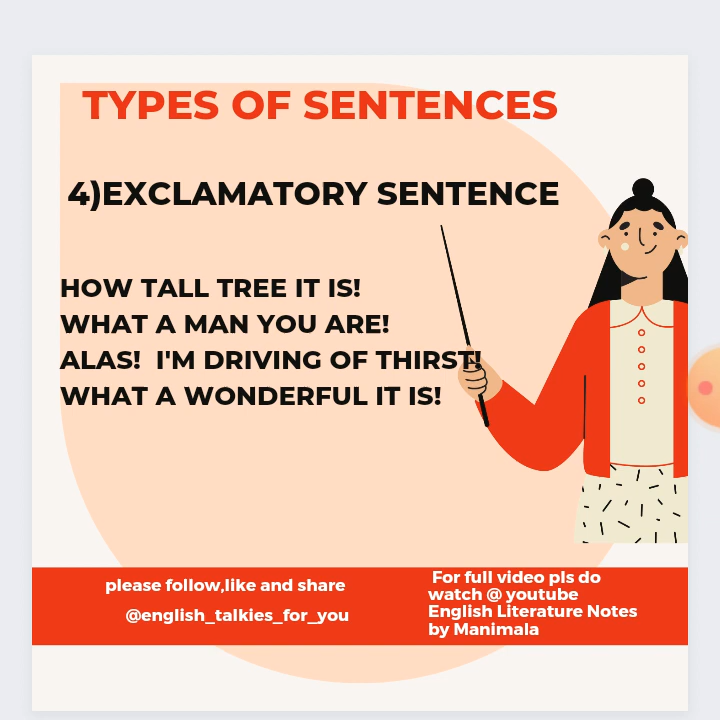 TYPES OF SENTENCES
4)EXCLAMATORY SENTENCE
HOW TALL TREE IT IS!
WHAT A MAN YOU ARE!
ALAS!  I'M DRIVING OF THIRST!
WHAT A WONDERFUL IT IS!
please follow,like and share
@english_talkies_for_you
For full video pls do
watch @ youtube
English Literature Notes
by Manimala